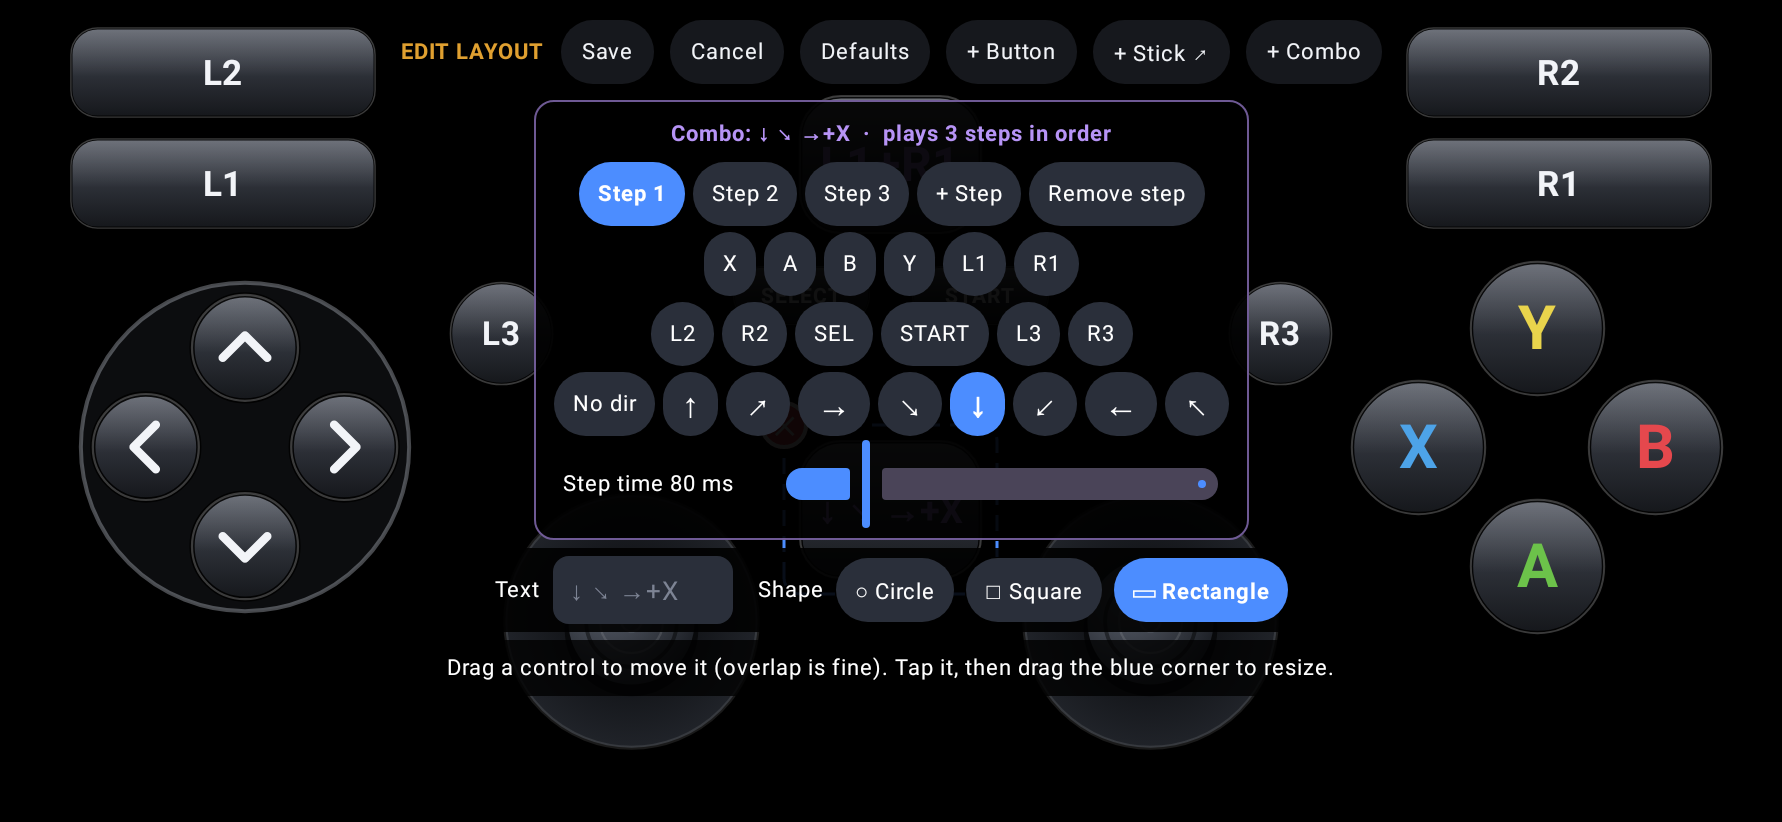 L2
EDIT LAYOUT Save Cancel Defaults + Button + Stick ↗ + Combo
R2
L1
R1
Combo: ↓ ↘ →+X · plays 3 steps in order
Step 1 Step 2 Step 3 + Step Remove step
X A B Y L1 R1
SELECT START
L3
L2 R2 SEL START L3 R3
R3
Y
No dir ↑ ↗ → ↘ ↓ ↙ ← ↖
X
B
Step time 80 ms
→+X
A
Text ↓ ↘ →+X Shape ○ Circle □ Square ▭ Rectangle
Drag a control to move it (overlap is fine). Tap it, then drag the blue corner to resize.